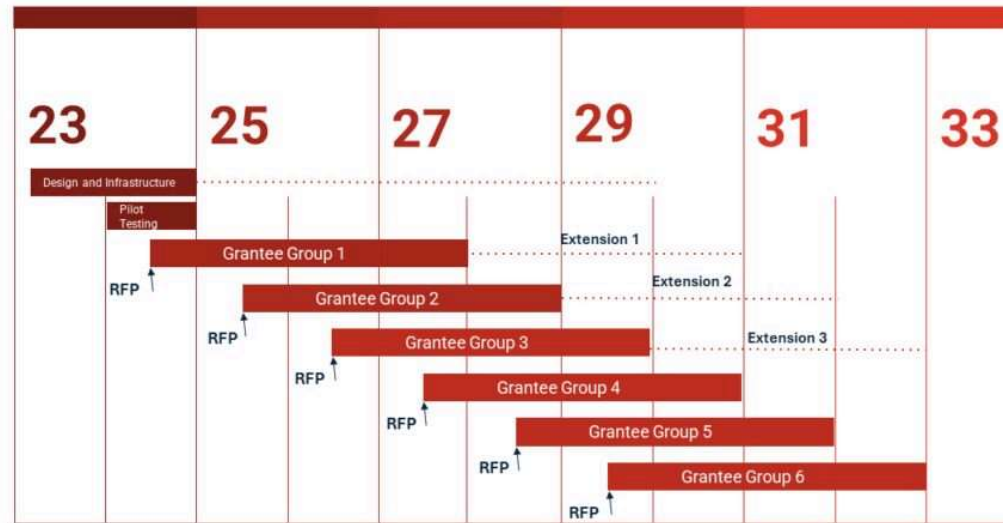 23
25
27
29
31
33
Design and Infrastructure
Pilot
Testing
Grantee Group 1
Extension 1
RFP
Grantee Group 2
Extension 2
RFP
Grantee Group 3
Extension 3
RFP
Grantee Group 4
RFP
Grantee Group 5
RFP
Grantee Group 6
RFP